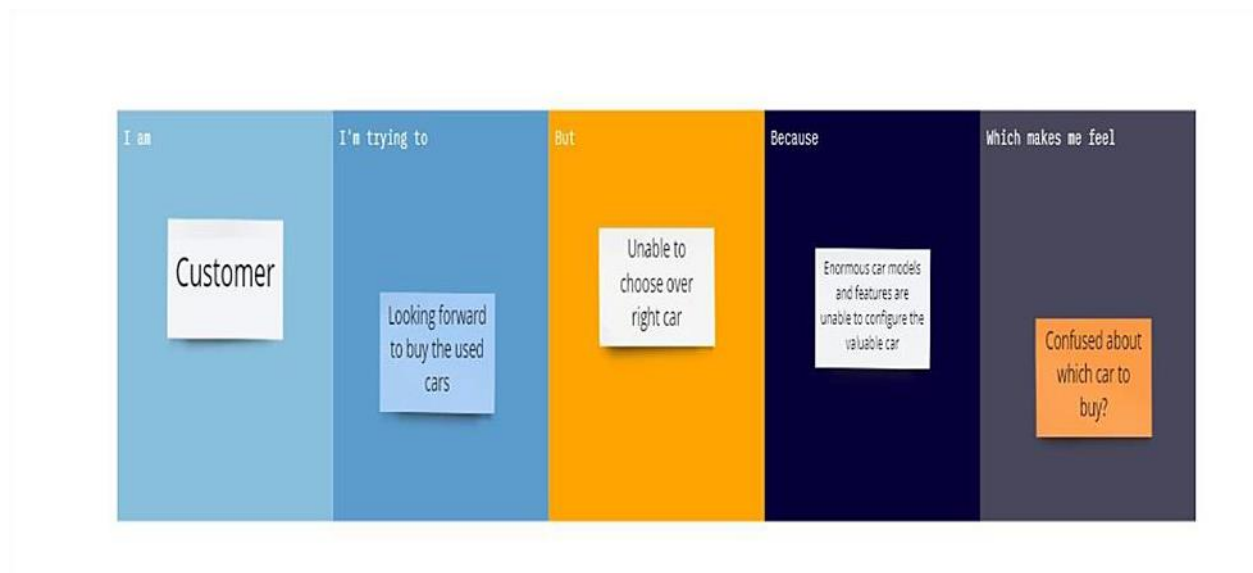 I am
Customer
I'm trying to
Looking forward
to buy the used
cars
But
Unable to
choose over
right car
Because
Enormous car models
and features are
unable to configure the
valuable car
Which makes me feel
Confused about
which car to
buy?